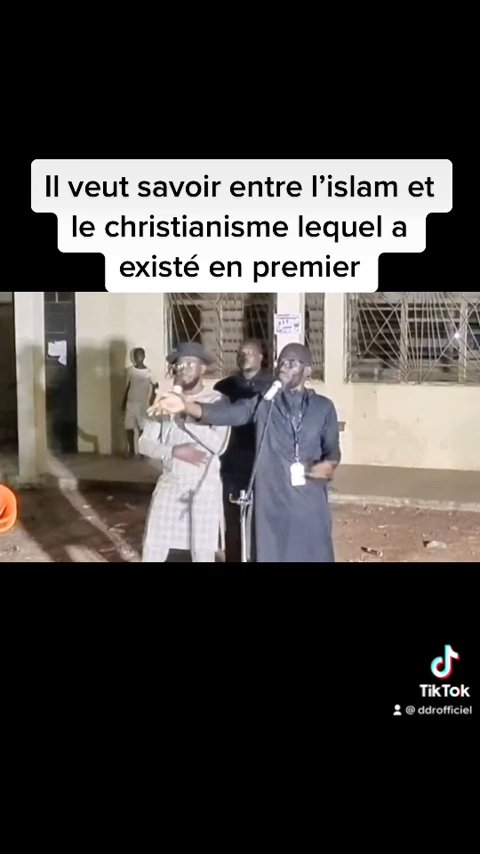 Il veut savoir entre l’islam et
le christianisme lequel a
existé en premier
TikTok
@ ddrofficiel